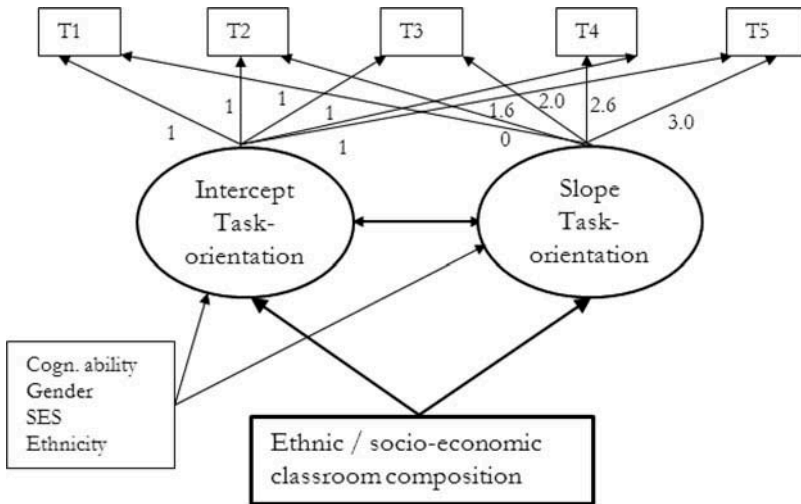 T1
T2
T3
T4
T5
1
1
1
1
1
0
1.6
2.0
2.6
3.0
Intercept
Task-
orientation
Slope
Task-
orientation
Cogn. ability
Gender
SES
Ethnicity
Ethnic / socio-economic
classroom composition